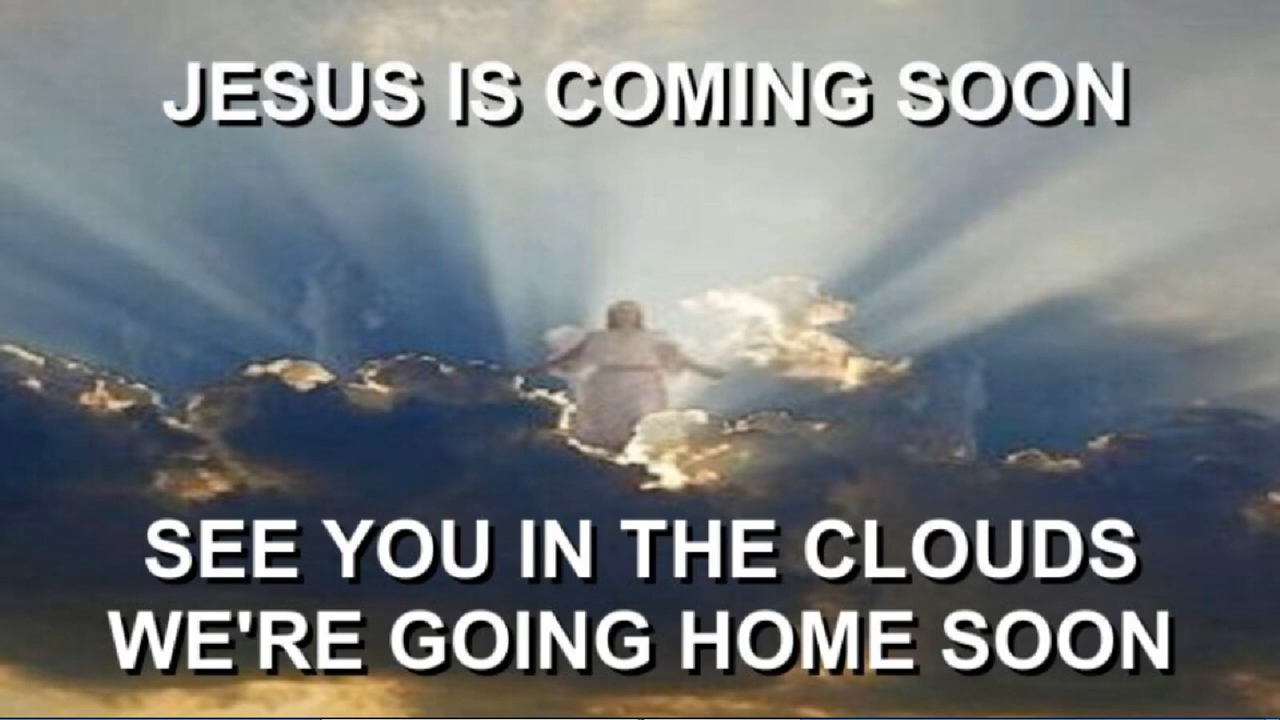 JESUS IS COMING SOON
SEE YOU IN THE CLOUDS
WE'RE GOING HOME SOON